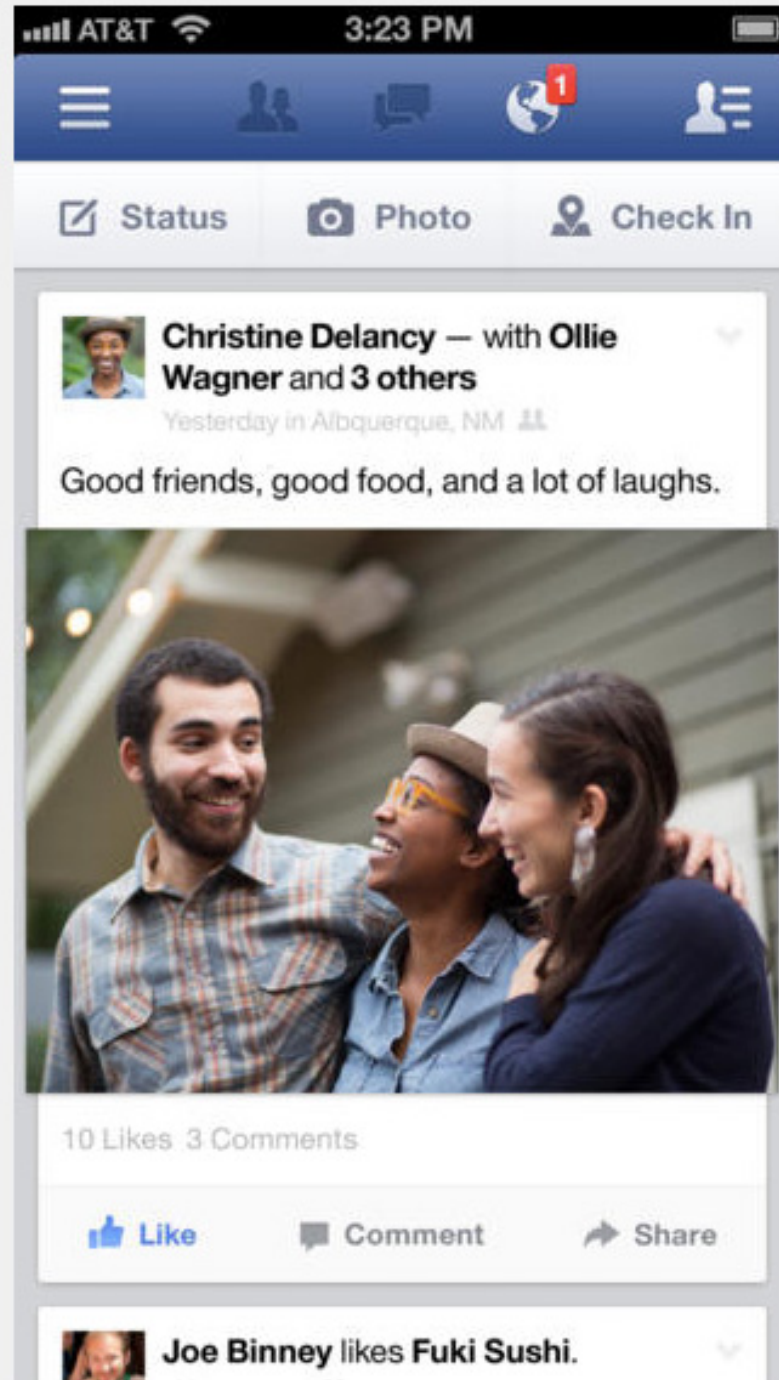 AT&T 3:23 PM
1
Status Photo Check In
Christine Delancy — with Ollie
Wagner and 3 others
Yesterday in Albquerque, NM
Good friends, good food, and a lot of laughs.
10 Likes 3 Comments
Like Comment Share
Joe Binney likes Fuki Sushi.